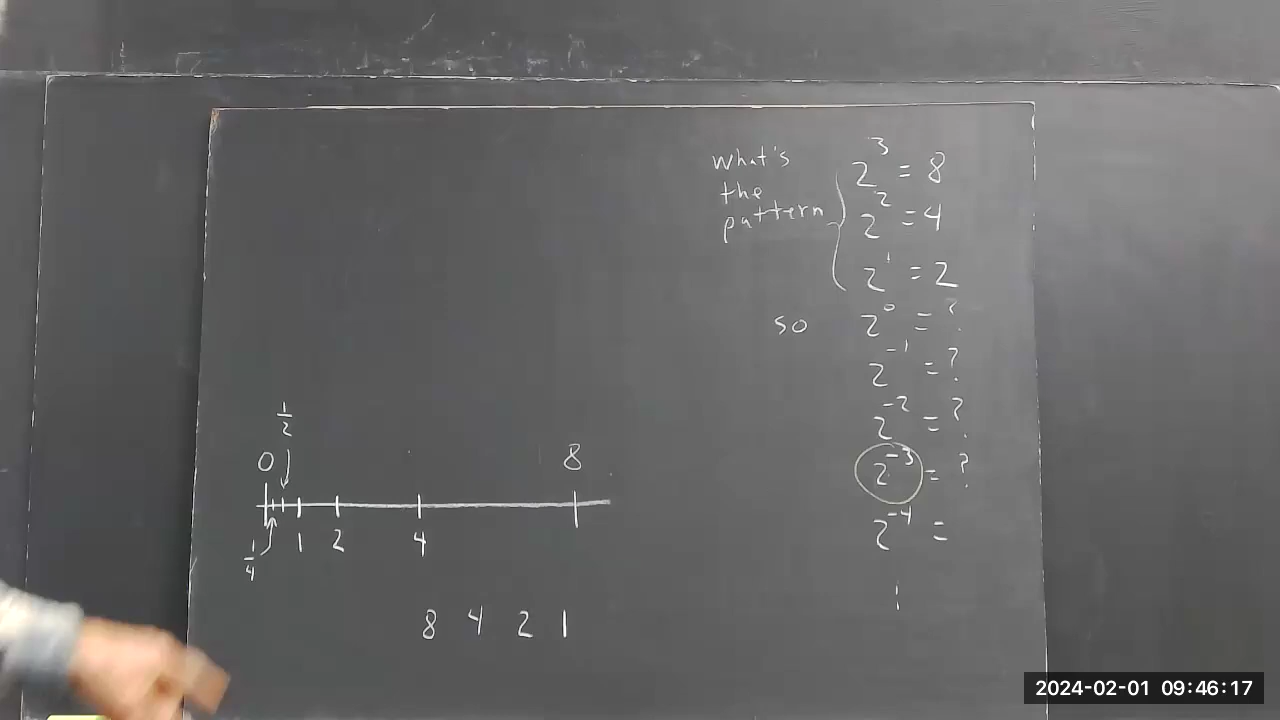 what's
the
pattern
2³ = 8
2² = 4
2¹ = 2
so 2⁰ = ?
2⁻¹ = ?
2⁻² = ?
2⁻³ = ?
2⁻⁴ =
1/2
0 8
1 2 4
1/4
8 4 2 1
2024-02-01 09:46:17